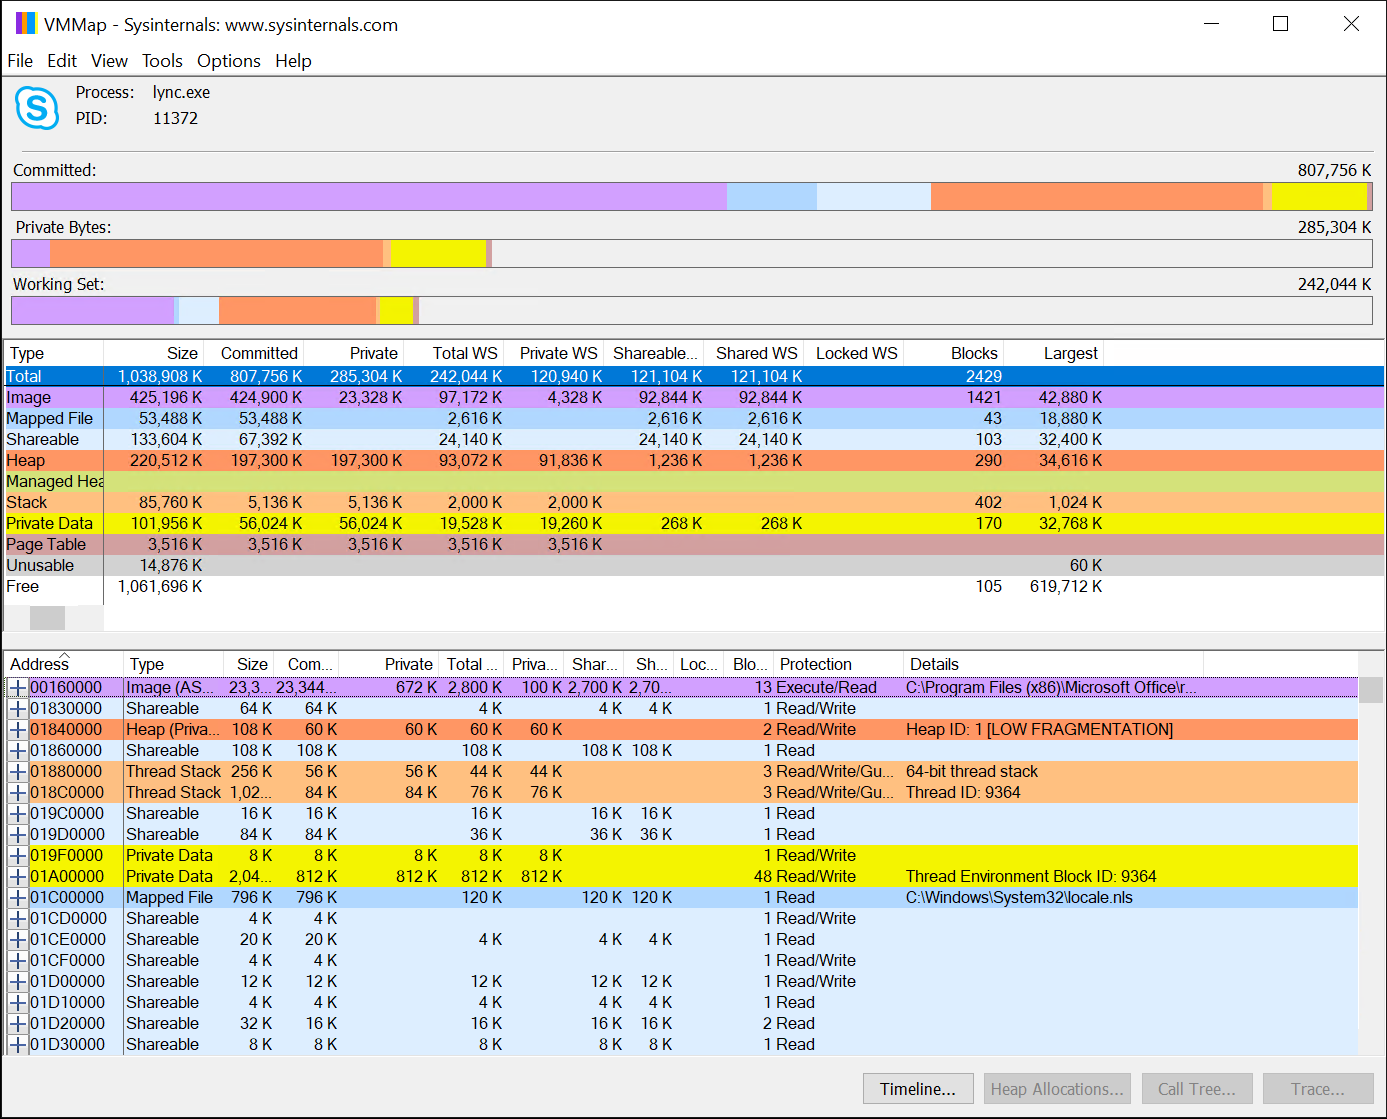 VMMap - Sysinternals: www.sysinternals.com
File Edit View Tools Options Help
S
Process: lync.exe
PID: 11372
Committed: 807,756 K
Private Bytes: 285,304 K
Working Set: 242,044 K
Type Size Committed Private Total WS Private WS Shareable... Shared WS Locked WS Blocks Largest
Total 1,038,908 K 807,756 K 285,304 K 242,044 K 120,940 K 121,104 K 121,104 K 2429
Image 425,196 K 424,900 K 23,328 K 97,172 K 4,328 K 92,844 K 92,844 K 1421 42,880 K
Mapped File 53,488 K 53,488 K 2,616 K 2,616 K 2,616 K 43 18,880 K
Shareable 133,604 K 67,392 K 24,140 K 24,140 K 24,140 K 103 32,400 K
Heap 220,512 K 197,300 K 197,300 K 93,072 K 91,836 K 1,236 K 1,236 K 290 34,616 K
Managed Hea
Stack 85,760 K 5,136 K 5,136 K 2,000 K 2,000 K 402 1,024 K
Private Data 101,956 K 56,024 K 56,024 K 19,528 K 19,260 K 268 K 268 K 170 32,768 K
Page Table 3,516 K 3,516 K 3,516 K 3,516 K 3,516 K
Unusable 14,876 K 60 K
Free 1,061,696 K 105 619,712 K
Address Type Size Com... Private Total ... Priva... Shar... Sh... Loc... Blo... Protection Details
00160000 Image (AS... 23,3... 23,344... 672 K 2,800 K 100 K 2,700 K 2,70... 13 Execute/Read C:\Program Files (x86)\Microsoft Office\r...
01830000 Shareable 64 K 64 K 4 K 4 K 4 K 1 Read/Write
01840000 Heap (Priva... 108 K 60 K 60 K 60 K 60 K 2 Read/Write Heap ID: 1 [LOW FRAGMENTATION]
01860000 Shareable 108 K 108 K 108 K 108 K 108 K 1 Read
01880000 Thread Stack 256 K 56 K 56 K 44 K 44 K 3 Read/Write/Gu... 64-bit thread stack
018C0000 Thread Stack 1,02... 84 K 84 K 76 K 76 K 3 Read/Write/Gu... Thread ID: 9364
019C0000 Shareable 16 K 16 K 16 K 16 K 16 K 1 Read
019D0000 Shareable 84 K 84 K 36 K 36 K 36 K 1 Read
019F0000 Private Data 8 K 8 K 8 K 8 K 8 K 1 Read/Write
01A00000 Private Data 2,04... 812 K 812 K 812 K 812 K 48 Read/Write Thread Environment Block ID: 9364
01C00000 Mapped File 796 K 796 K 120 K 120 K 120 K 1 Read C:\Windows\System32\locale.nls
01CD0000 Shareable 4 K 4 K 1 Read/Write
01CE0000 Shareable 20 K 20 K 4 K 4 K 4 K 1 Read
01CF0000 Shareable 4 K 4 K 1 Read/Write
01D00000 Shareable 12 K 12 K 12 K 12 K 12 K 1 Read/Write
01D10000 Shareable 4 K 4 K 4 K 4 K 4 K 1 Read
01D20000 Shareable 32 K 16 K 16 K 16 K 16 K 2 Read
01D30000 Shareable 8 K 8 K 8 K 8 K 8 K 1 Read
Timeline... Heap Allocations... Call Tree... Trace...